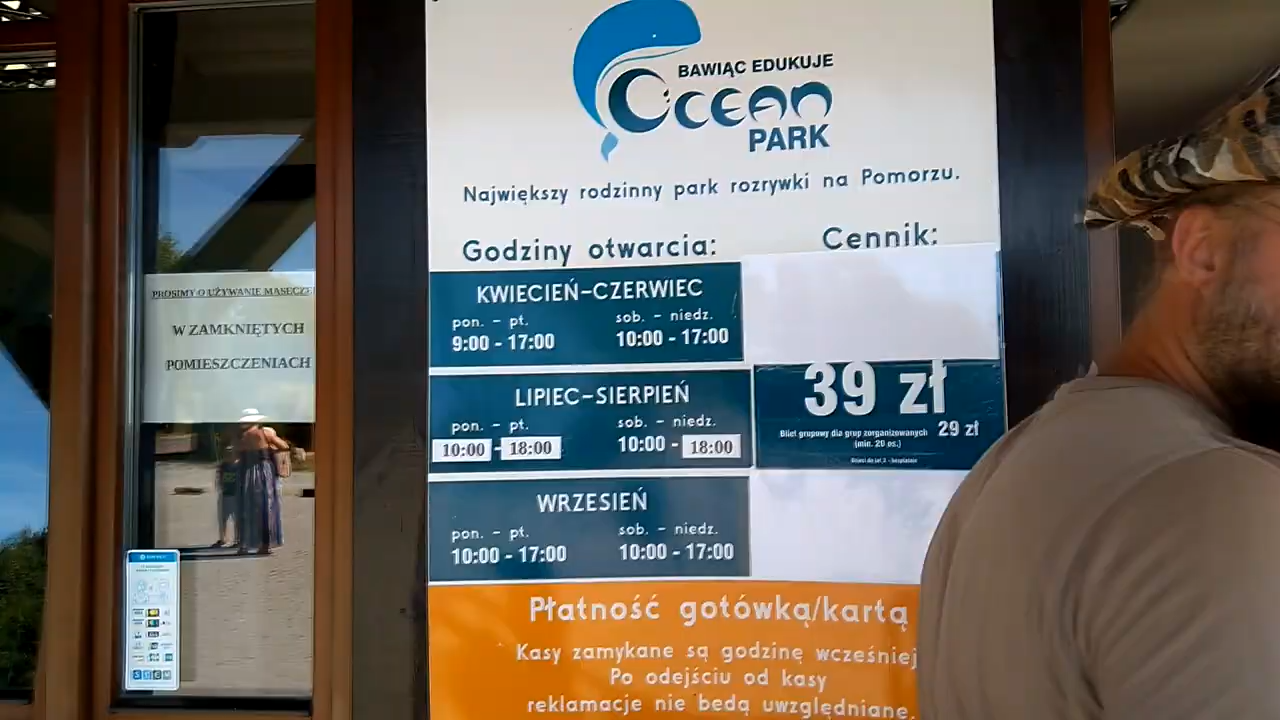 BAWIĄC EDUKUJE
OCEAN
PARK
Największy rodzinny park rozrywki na Pomorzu.
Godziny otwarcia:
Cennik:
KWIECIEŃ-CZERWIEC
pon. - pt. sob. - niedz.
9:00 - 17:00 10:00 - 17:00
LIPIEC-SIERPIEŃ
pon. - pt. sob. - niedz.
10:00 - 18:00 10:00 - 18:00
39 zł
Bilet grupowy dla grup zorganizowanych 29 zł
(min. 20 os.)
WRZESIEŃ
pon. - pt. sob. - niedz.
10:00 - 17:00 10:00 - 17:00
Płatność gotówką/kartą
Kasy zamykane są godzinę wcześniej
Po odejściu od kasy
reklamacje nie będą uwzględniane.
PROSIMY O UŻYWANIE MASECZE
W ZAMKNIĘTYCH
POMIESZCZENIACH